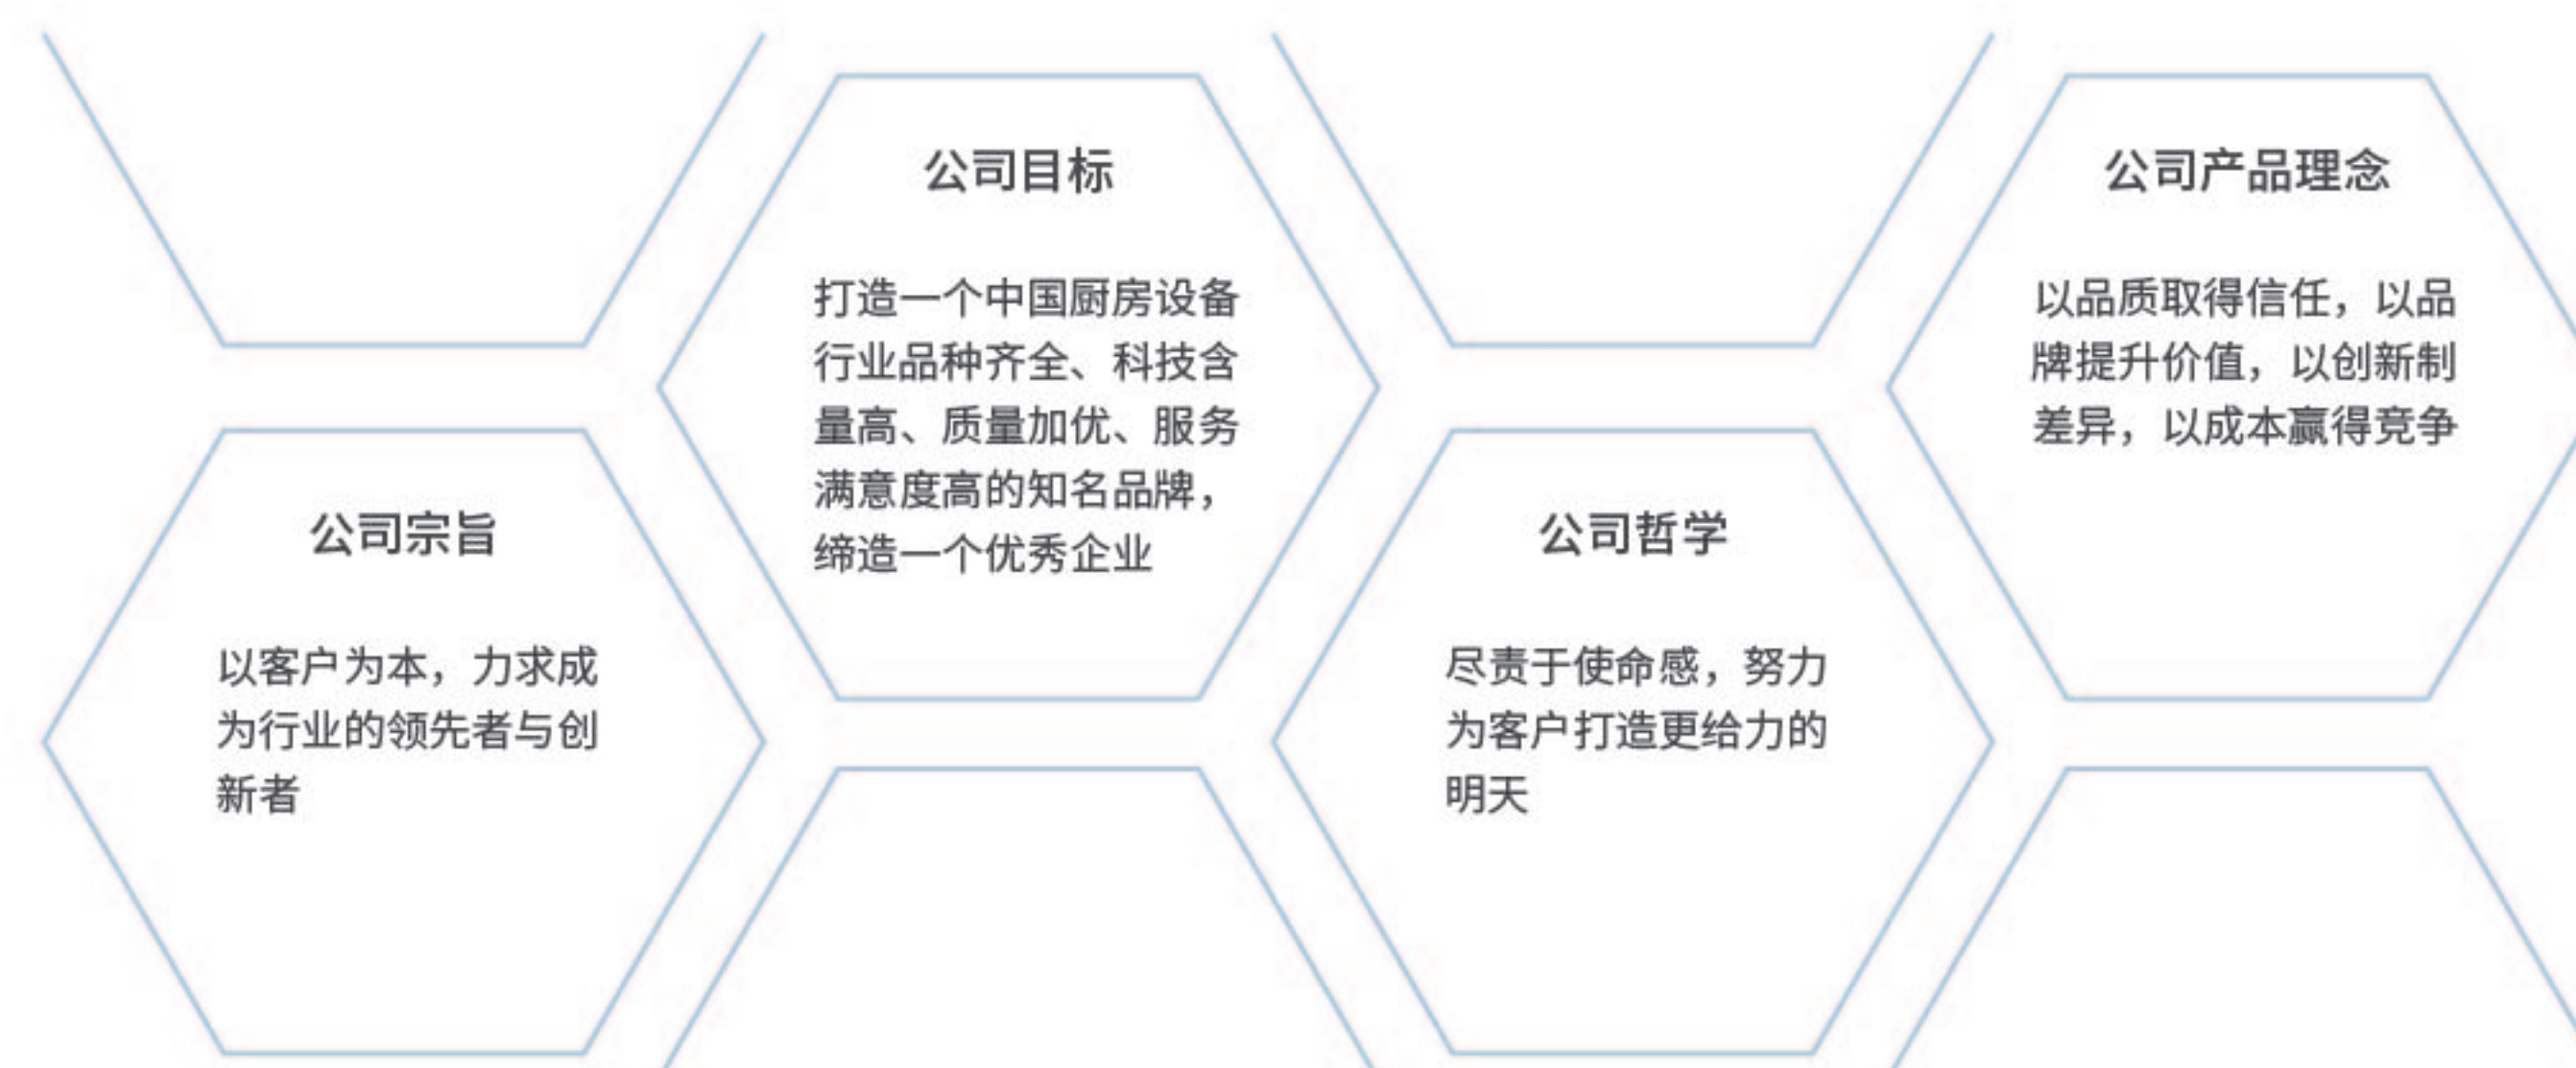 公司宗旨
以客户为本，力求成
为行业的领先者与创
新者
公司目标
打造一个中国厨房设备
行业品种齐全、科技含
量高、质量加优、服务
满意度高的知名品牌，
缔造一个优秀企业
公司哲学
尽责于使命感，努力
为客户打造更给力的
明天
公司产品理念
以品质取得信任，以品
牌提升价值，以创新制
差异，以成本赢得竞争